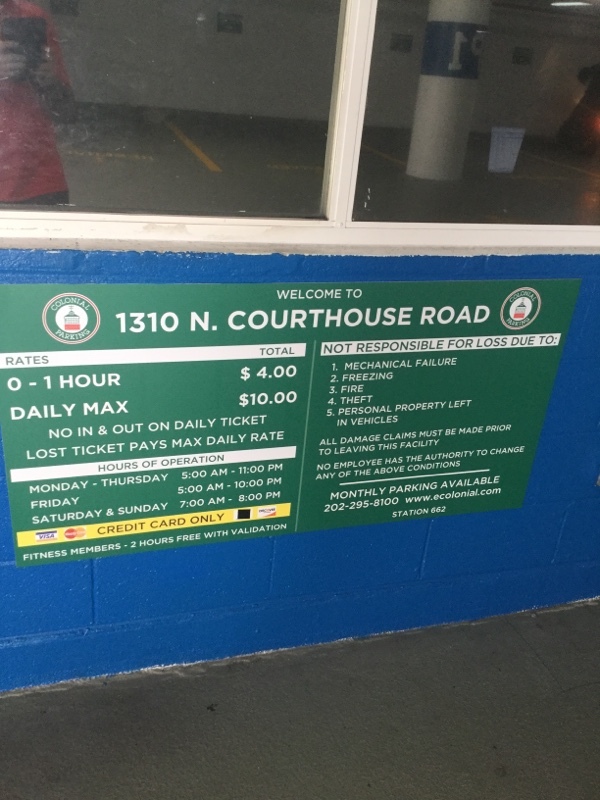 WELCOME TO
1310 N. COURTHOUSE ROAD
COLONIAL
PARKING
COLONIAL
PARKING
RATES TOTAL
0 - 1 HOUR $ 4.00
DAILY MAX $10.00
NO IN & OUT ON DAILY TICKET
LOST TICKET PAYS MAX DAILY RATE
HOURS OF OPERATION
MONDAY - THURSDAY 5:00 AM - 11:00 PM
FRIDAY 5:00 AM - 10:00 PM
SATURDAY & SUNDAY 7:00 AM - 8:00 PM
VISA CREDIT CARD ONLY
FITNESS MEMBERS - 2 HOURS FREE WITH VALIDATION
NOT RESPONSIBLE FOR LOSS DUE TO:
1. MECHANICAL FAILURE
2. FREEZING
3. FIRE
4. THEFT
5. PERSONAL PROPERTY LEFT
IN VEHICLES
ALL DAMAGE CLAIMS MUST BE MADE PRIOR
TO LEAVING THIS FACILITY
NO EMPLOYEE HAS THE AUTHORITY TO CHANGE
ANY OF THE ABOVE CONDITIONS
MONTHLY PARKING AVAILABLE
202-295-8100 www.ecolonial.com
STATION 662